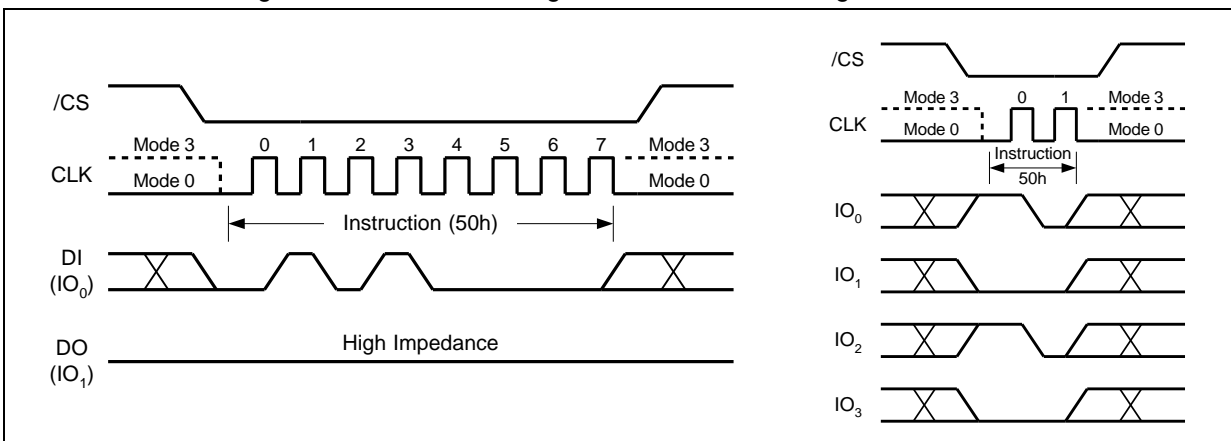 /CS
Mode 3
0 1 2 3 4 5 6 7
Mode 3
CLK
Mode 0
Mode 0
Instruction (50h)
DI
(IO0)
High Impedance
DO
(IO1)
/CS
Mode 3
0 1
Mode 3
CLK
Mode 0
Mode 0
Instruction
50h
IO0
IO1
IO2
IO3